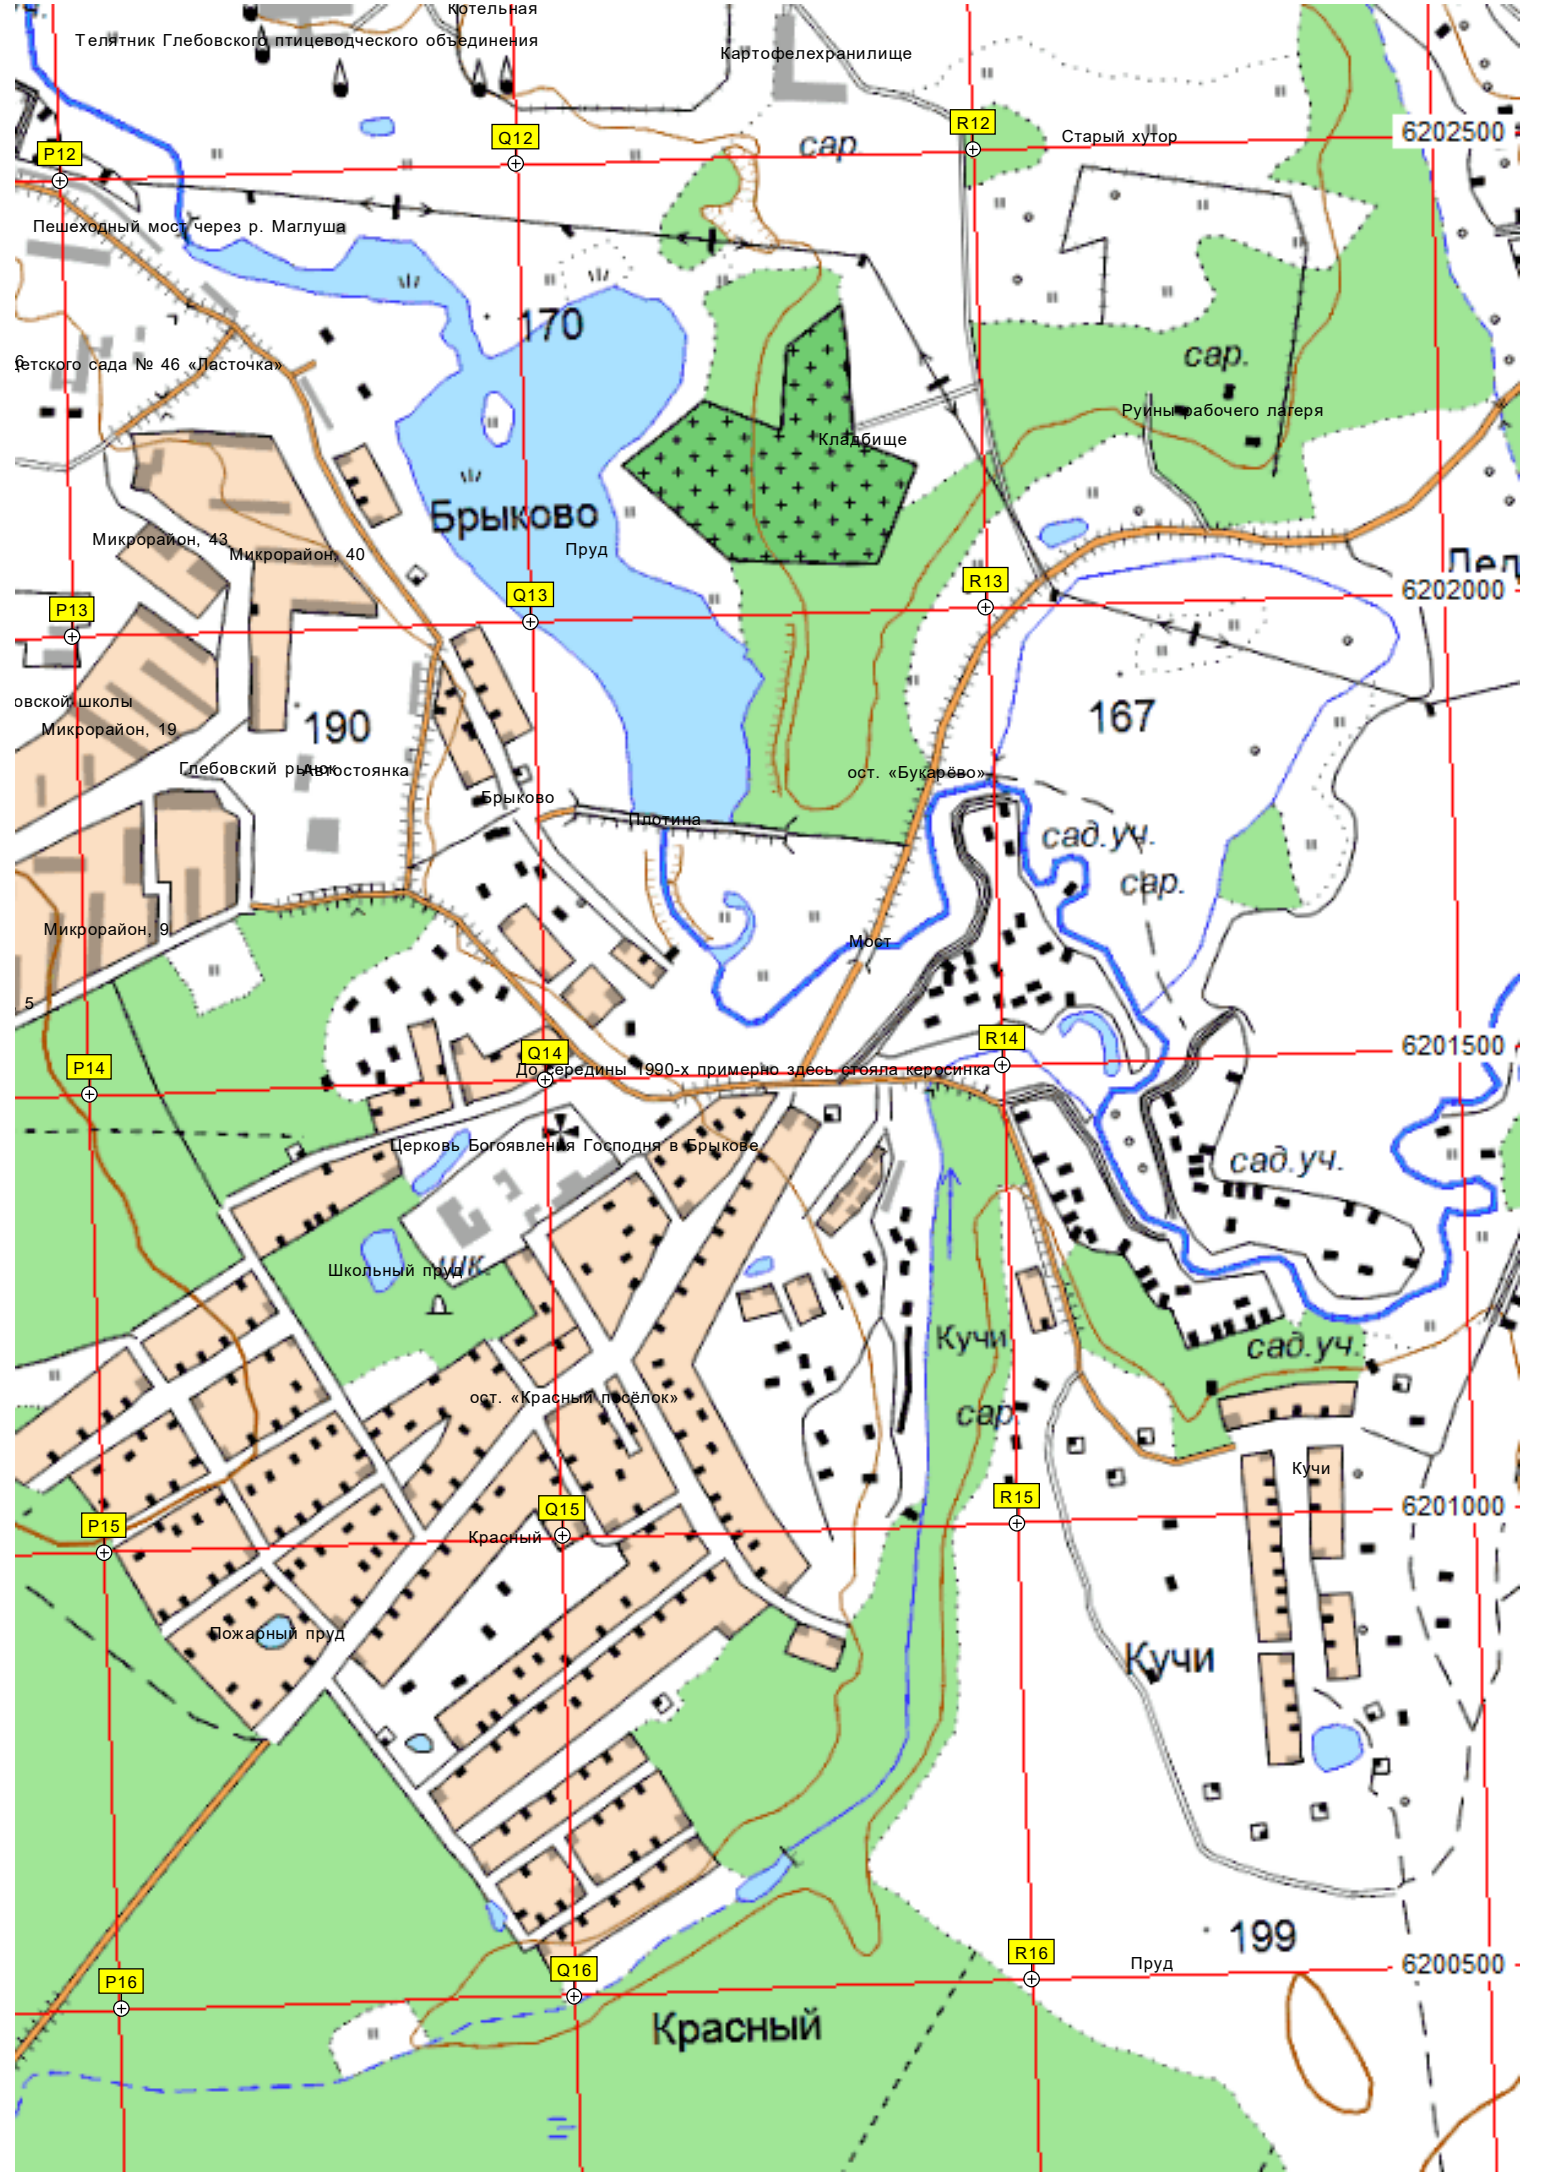 Котельная
Телятник Глебовского птицеводческого объединения
Картофелехранилище
R12
Старый хутор
6202500
Q12
сар.
P12
Пешеходный мост через р. Маглуша
170
сар.
6
детского сада № 46 «Ласточка»
Руины рабочего лагеря
Кладбище
Брыково
Микрорайон, 43
Микрорайон, 40
Пруд
R13
6202000
Q13
P13
овской школы
Микрорайон, 19
190
167
Глебовский рынок
Автостоянка
ост. «Букарёво»
Брыково
Плотина
сад.уч.
сар.
Микрорайон, 9
Мост
5
R14
6201500
Q14
P14
До середины 1990-х примерно здесь стояла керосинка
Церковь Богоявления Господня в Брыкове
сад.уч.
Школьный пруд
шк.
Кучи
сад.уч.
ост. «Красный посёлок»
сар.
Кучи
R15
6201000
Q15
P15
Красный
Пожарный пруд
Кучи
199
R16
Пруд
6200500
Q16
P16
Красный